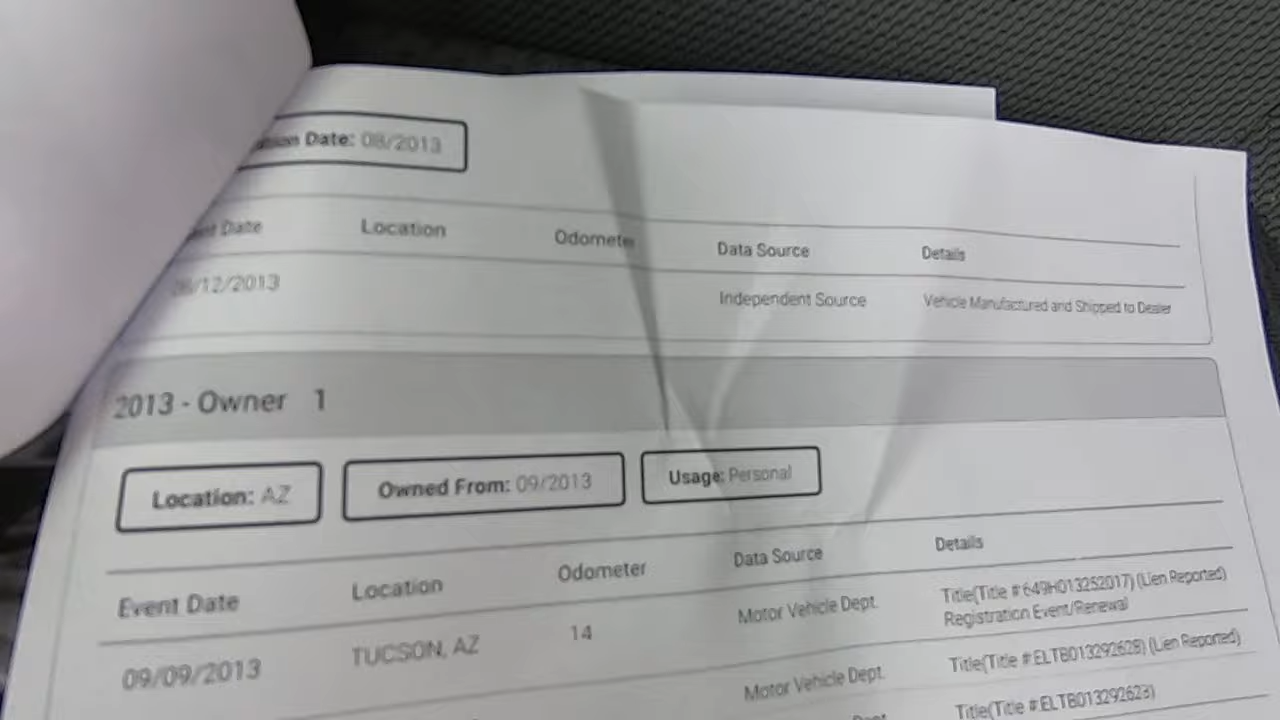 Date: 08/2013
Date Location Odometer Data Source Details
/12/2013 Independent Source Vehicle Manufactured and Shipped to Dealer
2013 - Owner 1
Location: AZ Owned From: 09/2013 Usage: Personal
Event Date Location Odometer Data Source Details
09/09/2013 TUCSON, AZ 14 Motor Vehicle Dept. Title(Title #:649H013252017) (Lien Reported)
Registration Event/Renewal
Motor Vehicle Dept. Title(Title #:ELTB013292628) (Lien Reported)
Dept. Title(Title #:ELTB013292623)